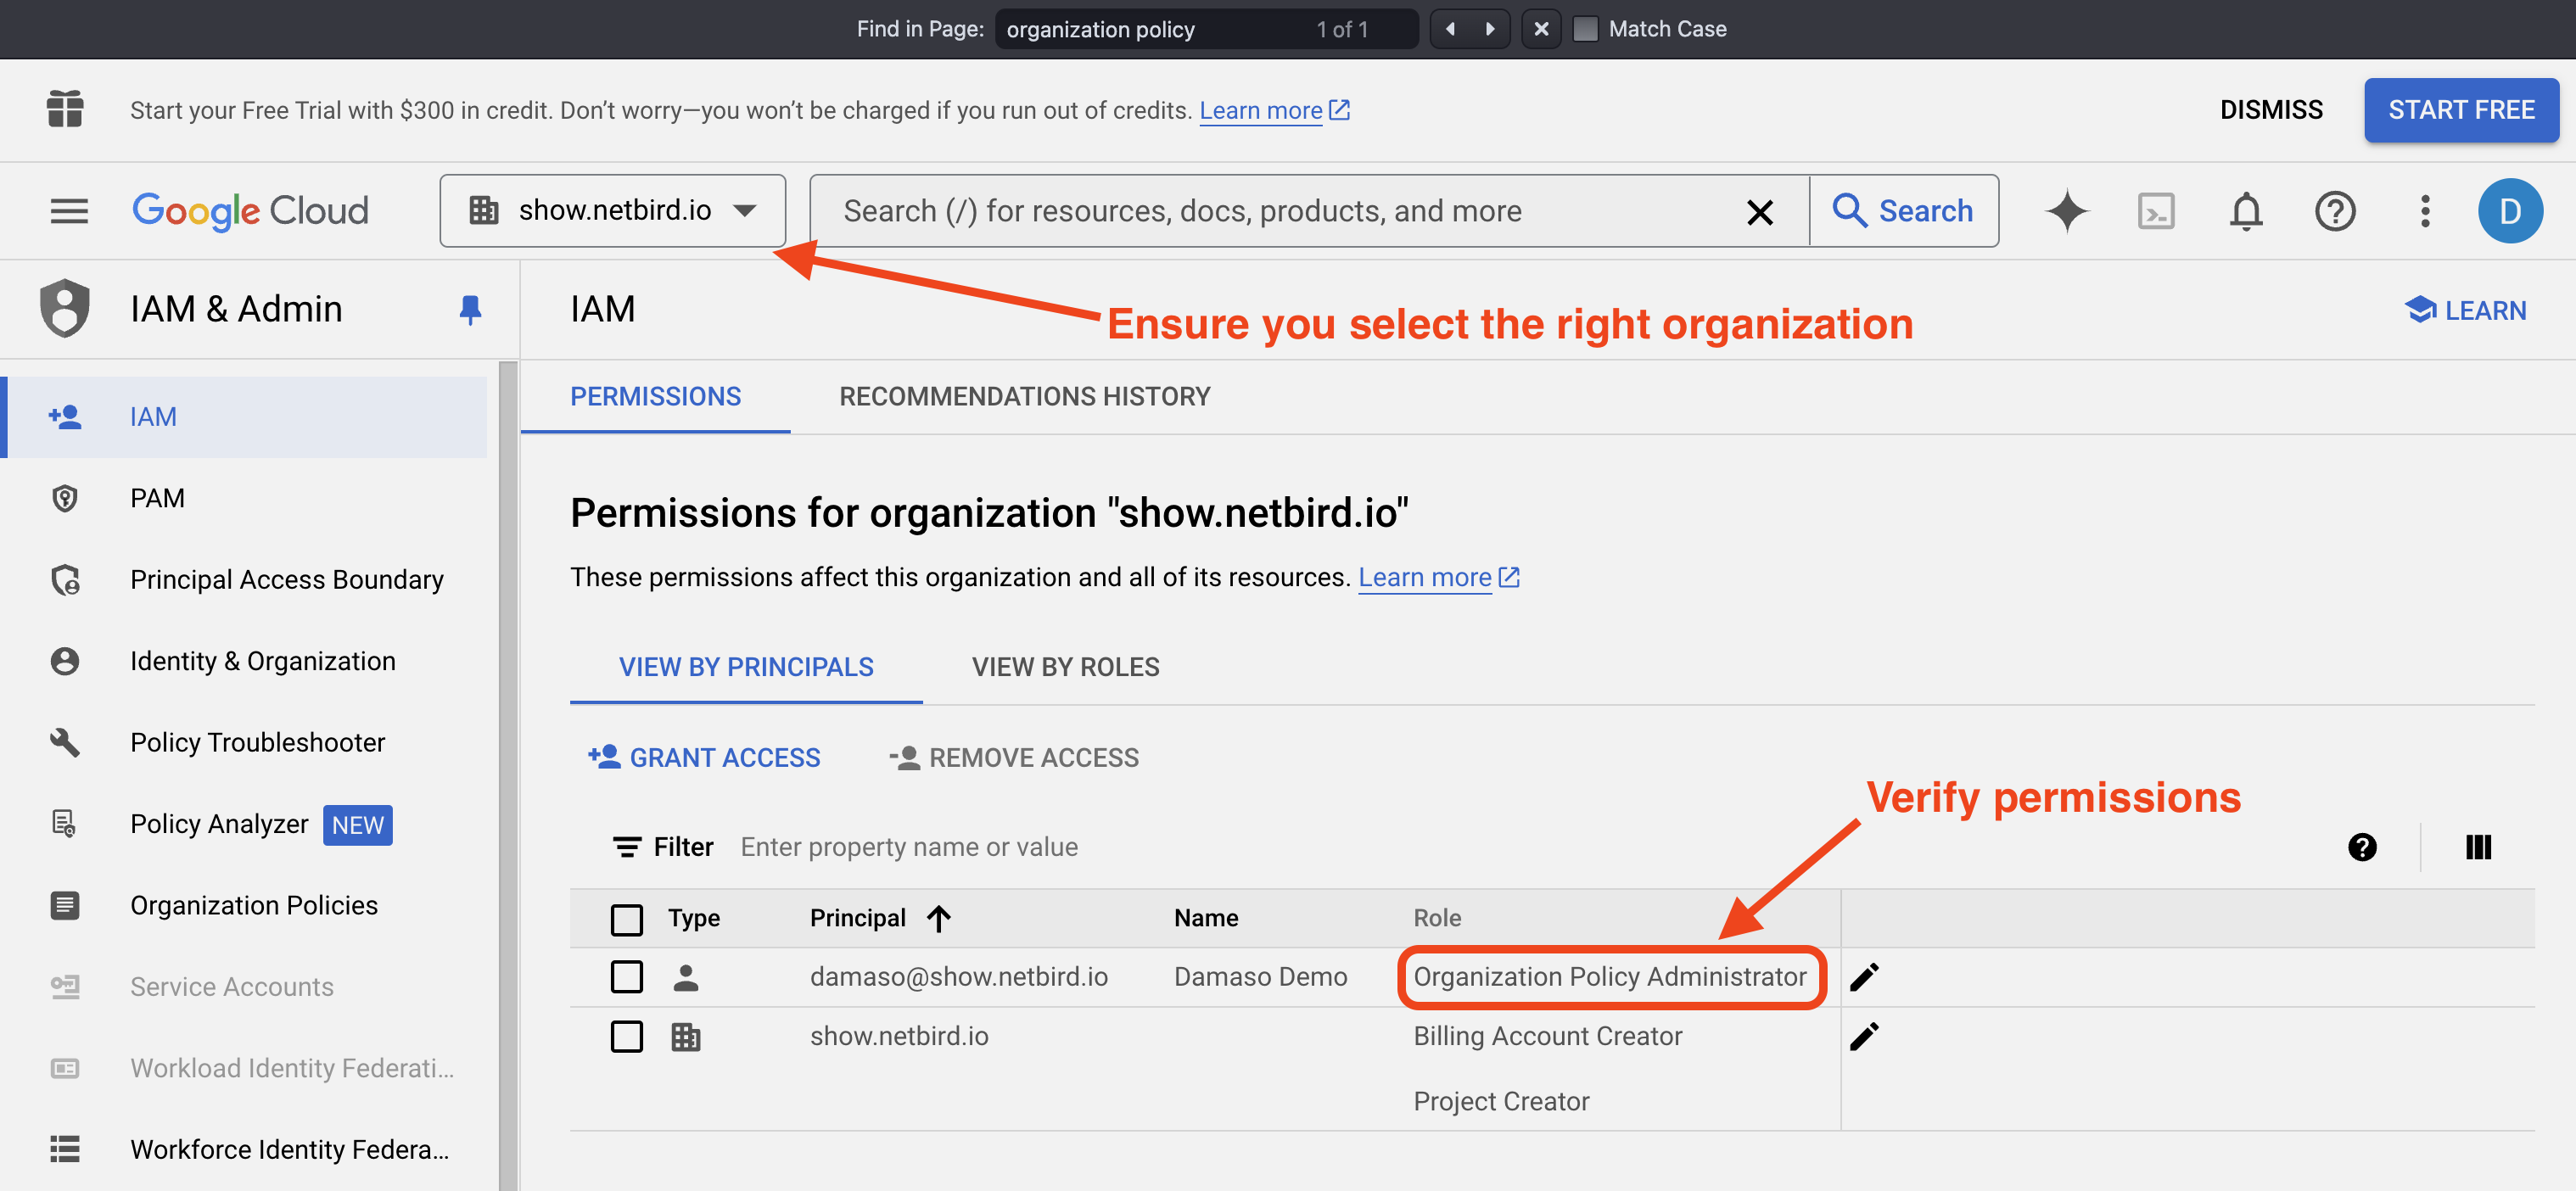 Find in Page: organization policy 1 of 1 Match Case
Start your Free Trial with $300 in credit. Don’t worry—you won’t be charged if you run out of credits. Learn more
DISMISS
START FREE
Google Cloud
show.netbird.io
Search (/) for resources, docs, products, and more
Search
D
IAM & Admin
IAM
LEARN
Ensure you select the right organization
IAM
PAM
Principal Access Boundary
Identity & Organization
Policy Troubleshooter
Policy Analyzer NEW
Organization Policies
Service Accounts
Workload Identity Federati...
Workforce Identity Federa...
PERMISSIONS
RECOMMENDATIONS HISTORY
Permissions for organization "show.netbird.io"
These permissions affect this organization and all of its resources. Learn more
VIEW BY PRINCIPALS
VIEW BY ROLES
GRANT ACCESS
REMOVE ACCESS
Verify permissions
Filter Enter property name or value
Type Principal Name Role
damaso@show.netbird.io Damaso Demo Organization Policy Administrator
show.netbird.io Billing Account Creator
Project Creator